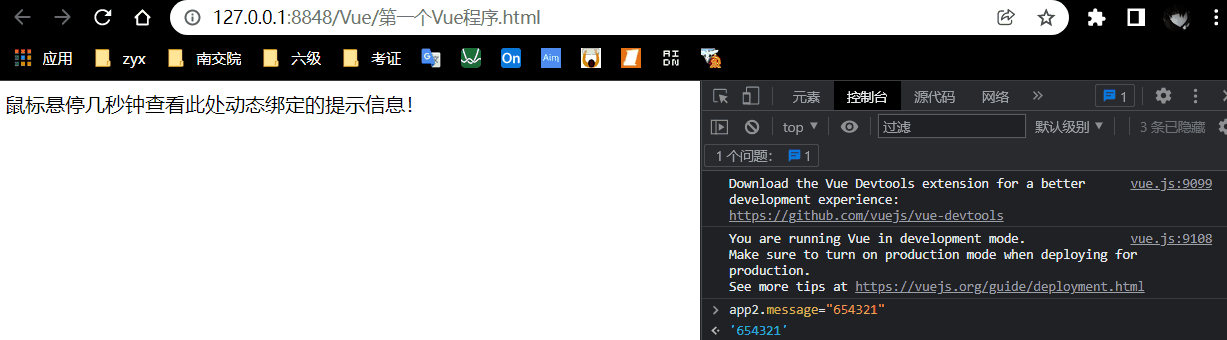 127.0.0.1:8848/Vue/第一个Vue程序.html
应用 zyx 南交院 六级 考证 On Aim AI DN
鼠标悬停几秒钟查看此处动态绑定的提示信息!
元素 控制台 源代码 网络 » 1
top 过滤 默认级别 3 条已隐藏
1 个问题: 1
Download the Vue Devtools extension for a better vue.js:9099
development experience:
https://github.com/vuejs/vue-devtools
You are running Vue in development mode. vue.js:9108
Make sure to turn on production mode when deploying for
production.
See more tips at https://vuejs.org/guide/deployment.html
app2.message="654321"
'654321'